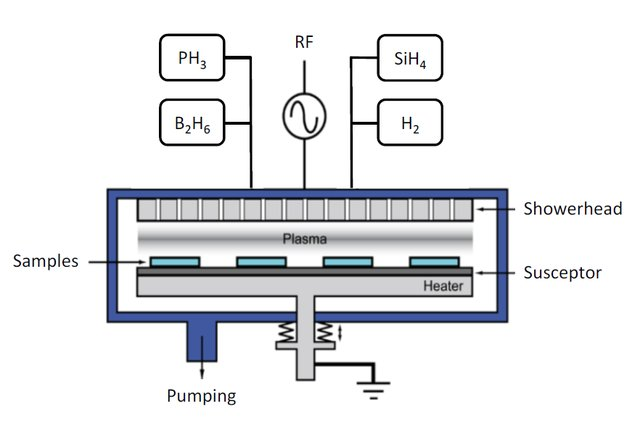 RF
PH₃
SiH₄
B₂H₆
H₂
Showerhead
Plasma
Samples
Susceptor
Heater
Pumping